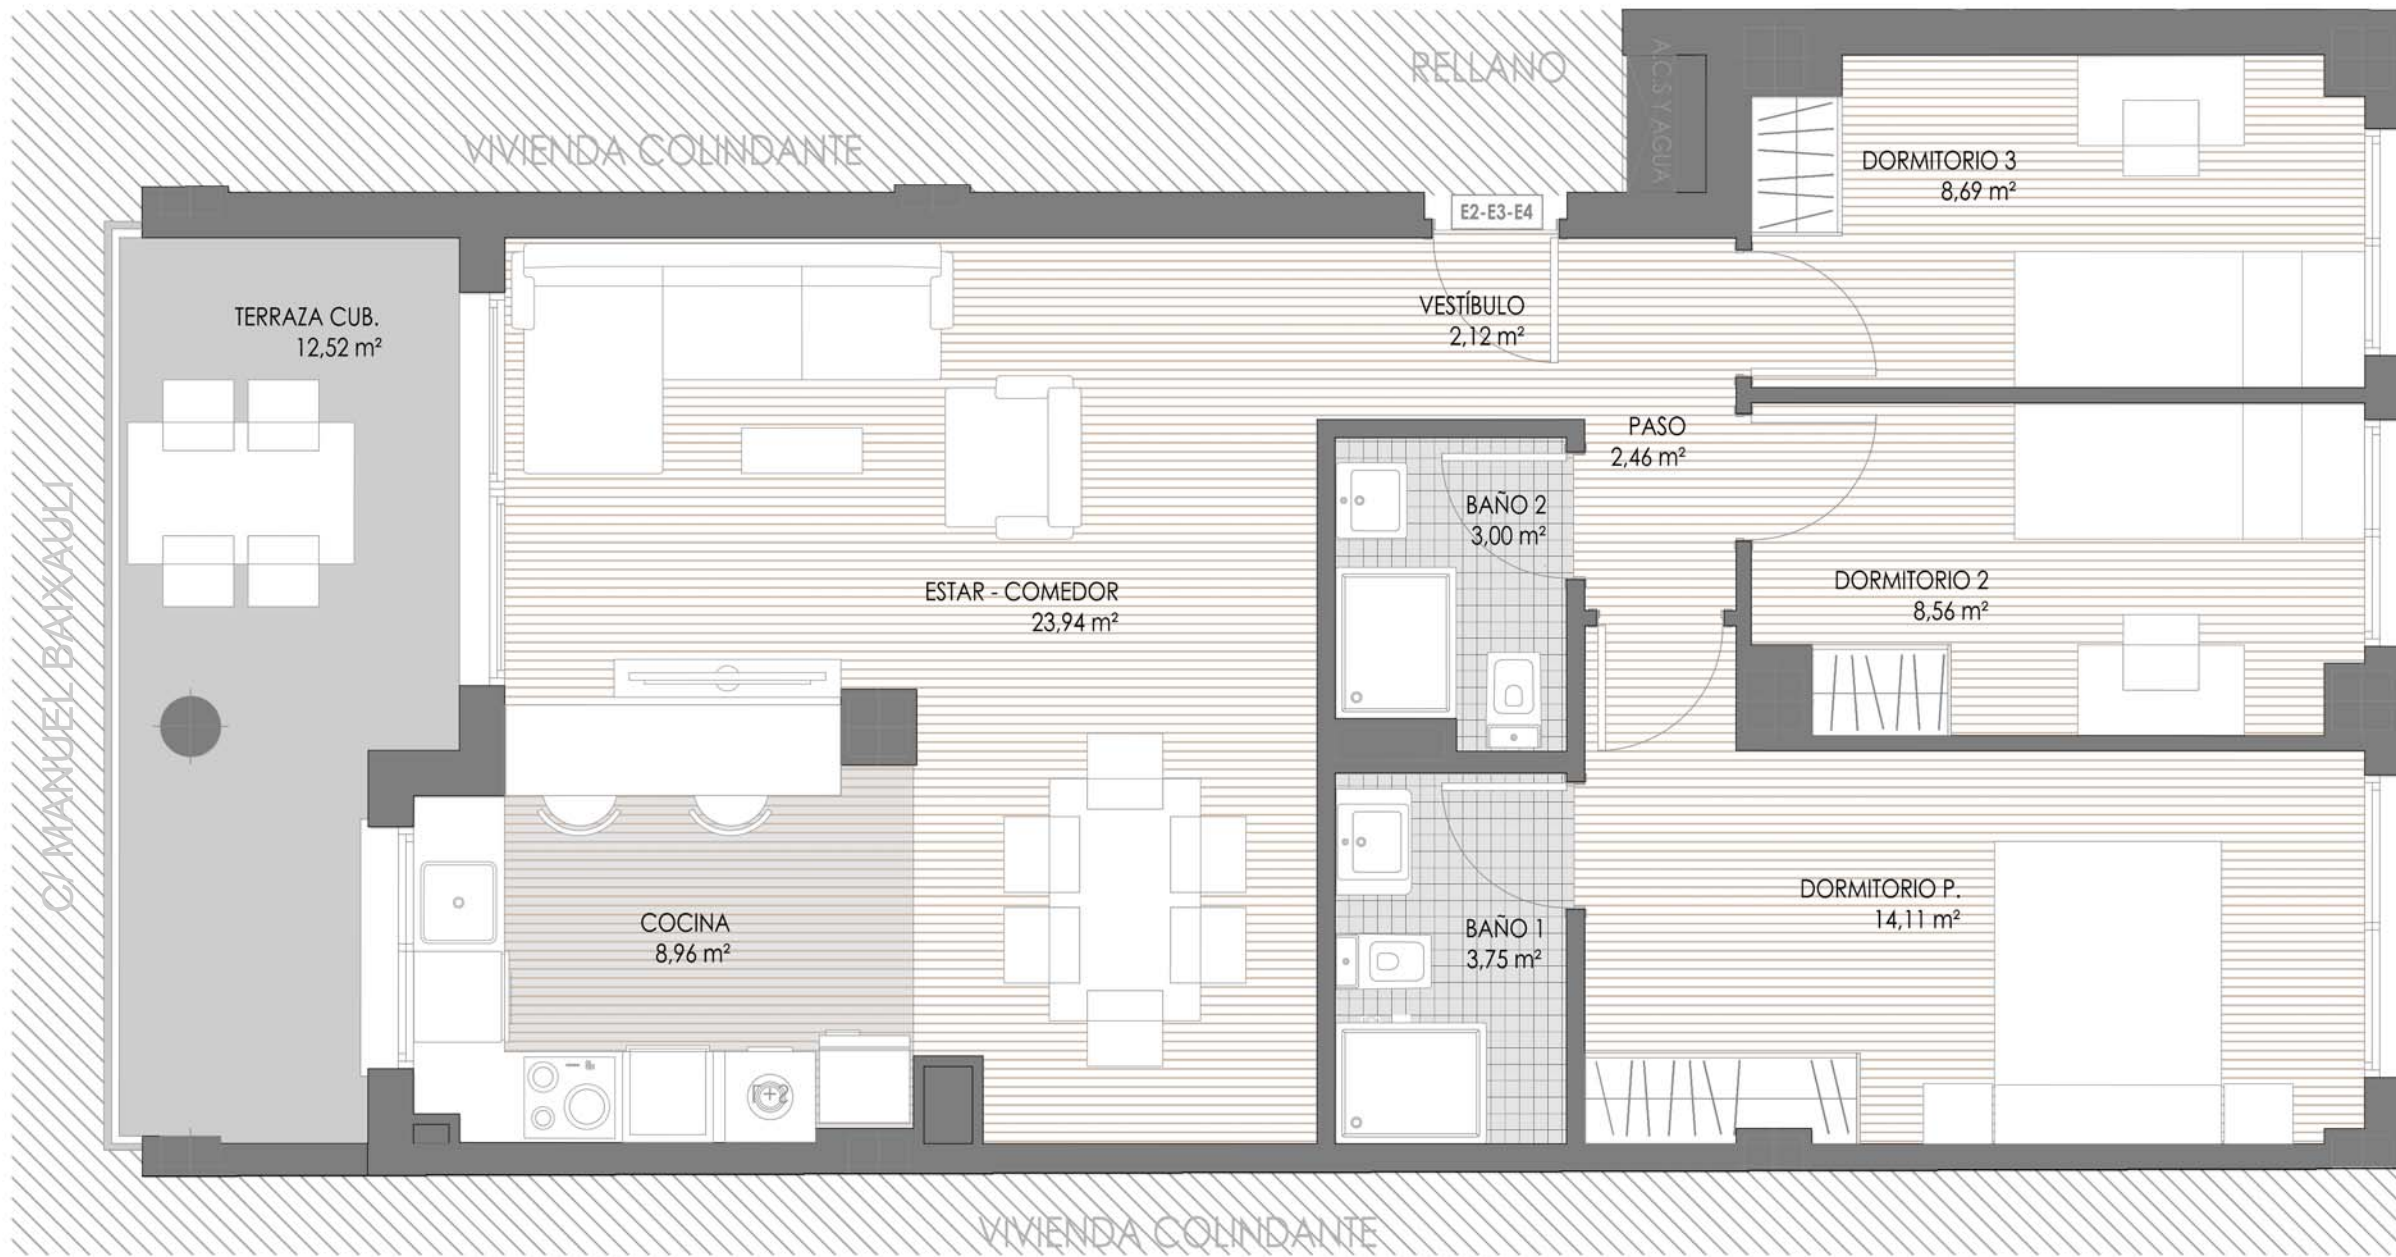 RELLANO
A.C.S Y AGUA
VIVIENDA COLINDANTE
DORMITORIO 3
8,69 m²
E2-E3-E4
TERRAZA CUB.
12,52 m²
VESTÍBULO
2,12 m²
PASO
2,46 m²
BAÑO 2
3,00 m²
ESTAR - COMEDOR
23,94 m²
DORMITORIO 2
8,56 m²
C/ MANUEL BAIXAULI
COCINA
8,96 m²
BAÑO 1
3,75 m²
DORMITORIO P.
14,11 m²
VIVIENDA COLINDANTE